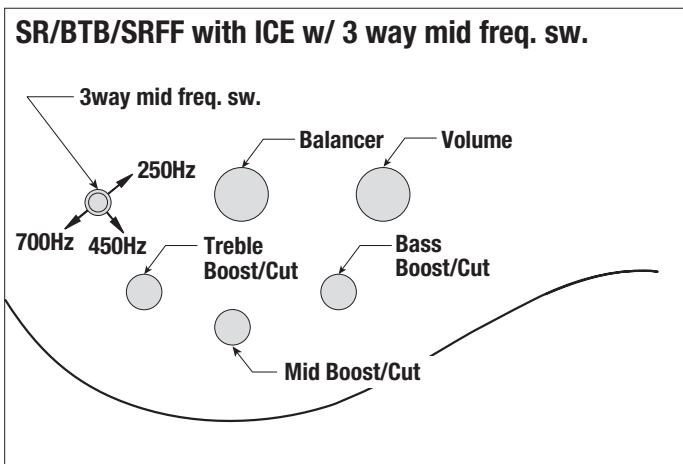 SR/BTB/SRFF with ICE w/ 3 way mid freq. sw.
3way mid freq. sw.
Balancer
Volume
250Hz
700Hz
450Hz
Treble
Boost/Cut
Bass
Boost/Cut
Mid Boost/Cut